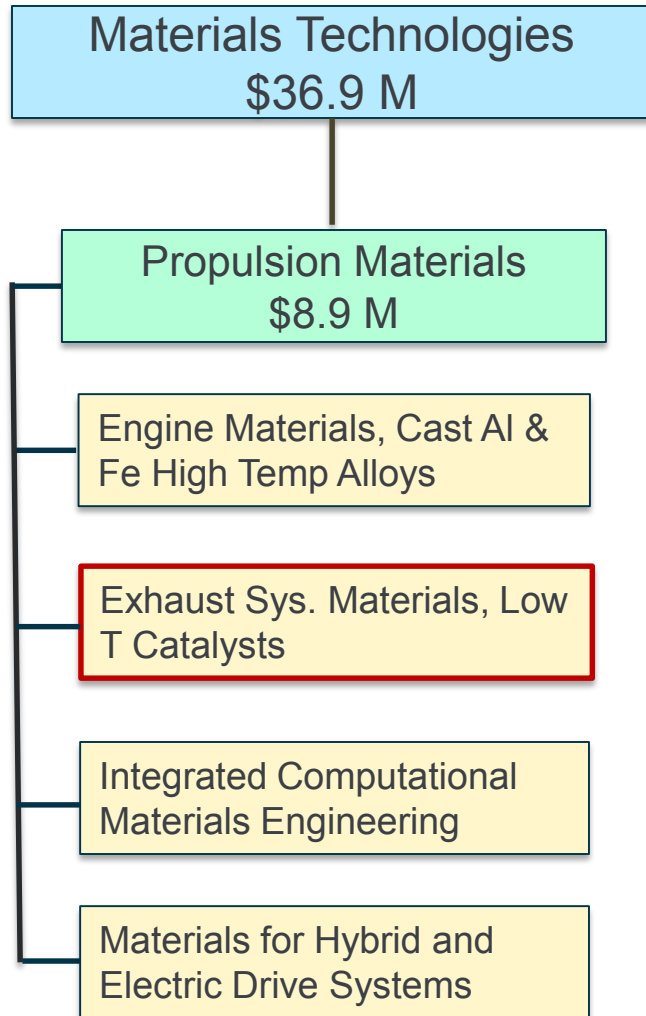 Materials Technologies
$36.9 M
Propulsion Materials
$8.9 M
Engine Materials, Cast Al &
Fe High Temp Alloys
Exhaust Sys. Materials, Low
T Catalysts
Integrated Computational
Materials Engineering
Materials for Hybrid and
Electric Drive Systems